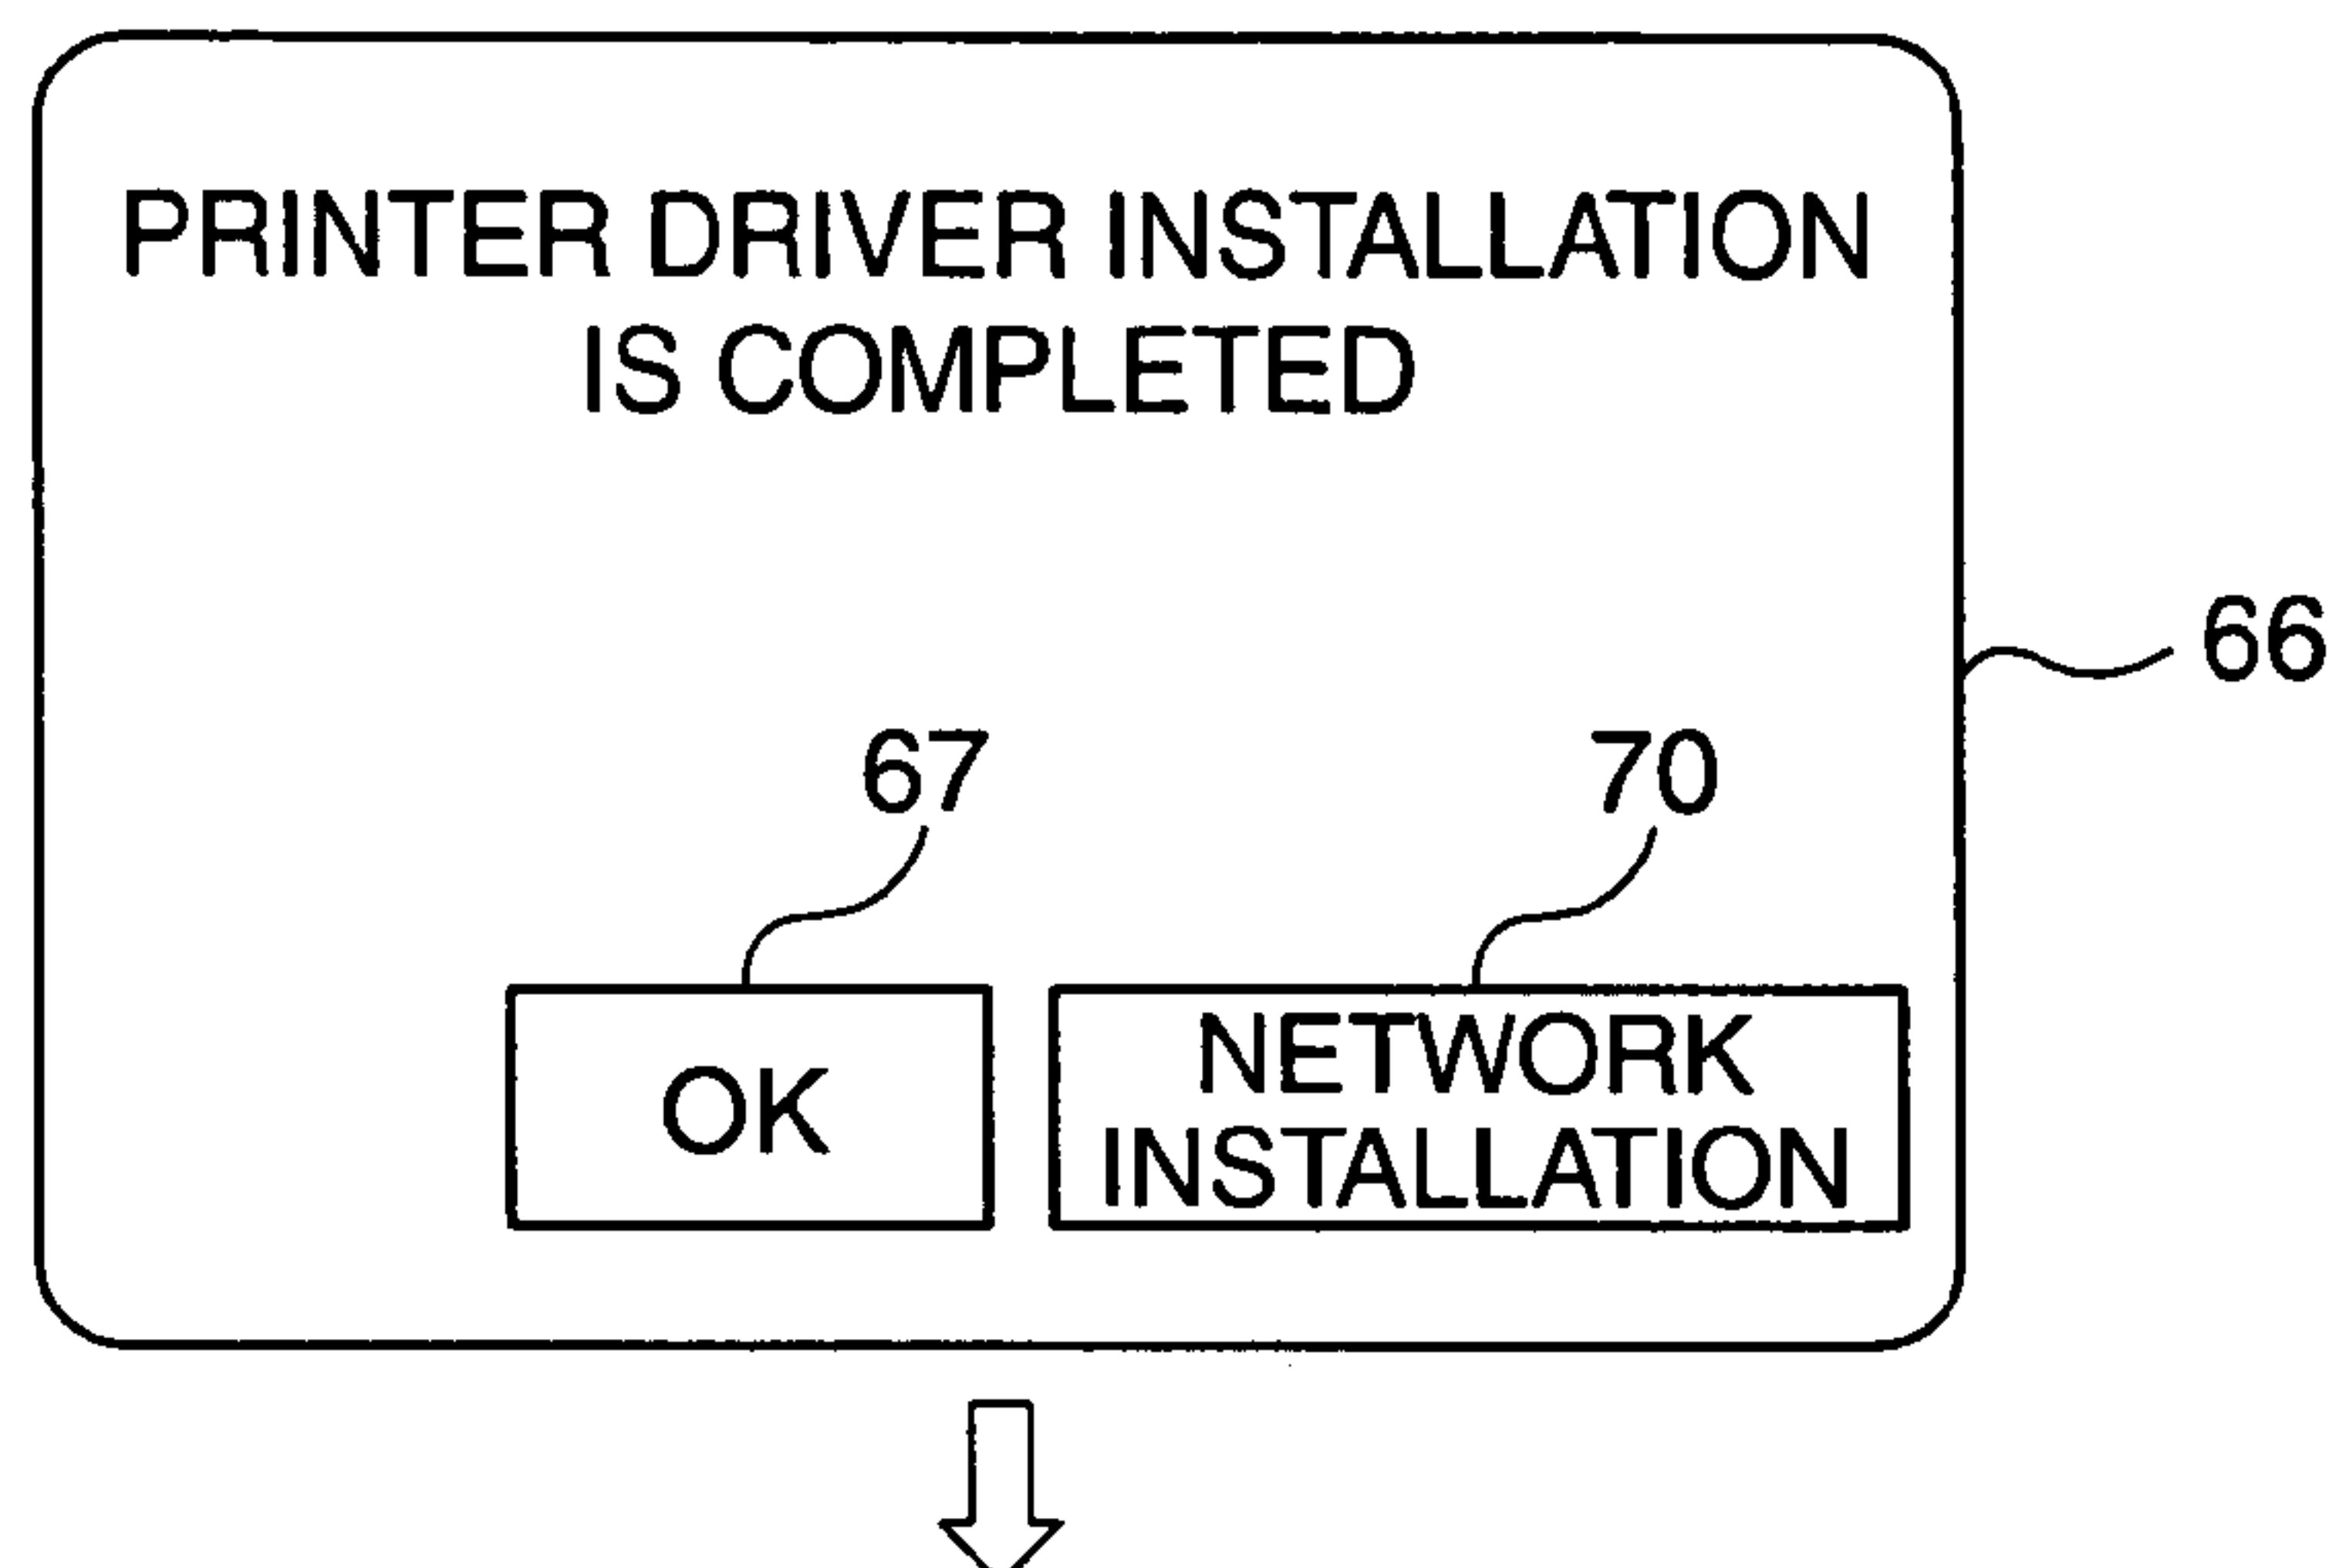 PRINTER DRIVER INSTALLATION
IS COMPLETED
66
67
70
OK
NETWORK
INSTALLATION